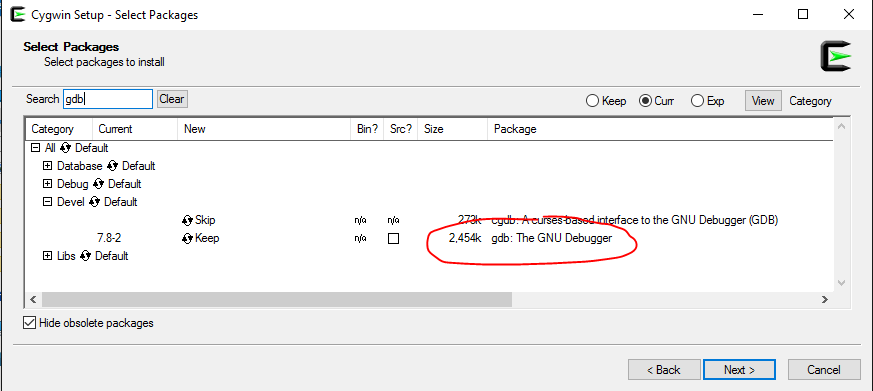 Cygwin Setup - Select Packages
Select Packages
Select packages to install
Search gdb Clear Keep Curr Exp View Category
Category Current New Bin? Src? Size Package
All Default
Database Default
Debug Default
Devel Default
Skip n/a n/a 273k cgdb: A curses-based interface to the GNU Debugger (GDB)
7.8-2 Keep n/a 2,454k gdb: The GNU Debugger
Libs Default
Hide obsolete packages
< Back Next > Cancel